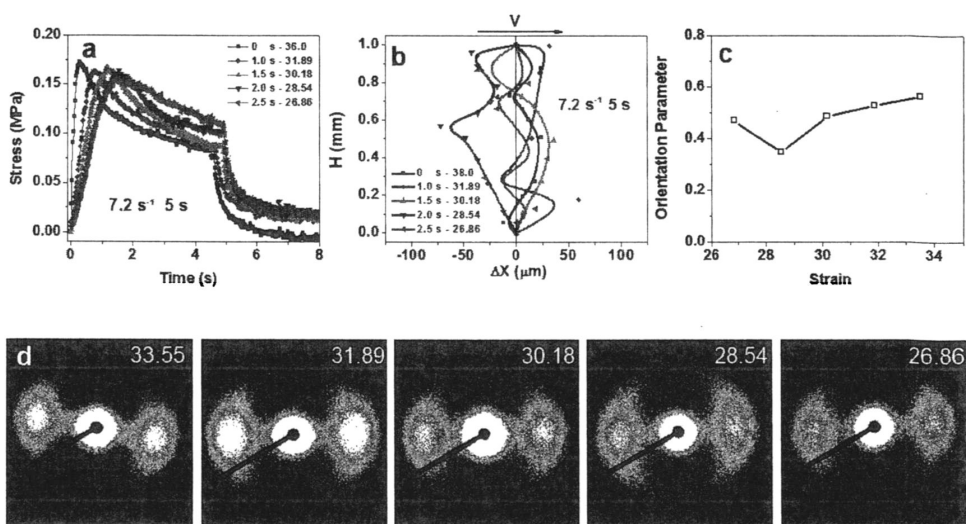 a
0 s - 36.0
1.0 s - 31.89
1.5 s - 30.18
2.0 s - 28.54
2.5 s - 26.86
7.2 s⁻¹ 5 s
Stress (MPa)
0.20
0.15
0.10
0.05
0.00
0 2 4 6 8
Time (s)
V
b
7.2 s⁻¹ 5 s
0 s - 38.0
1.0 s - 31.89
1.5 s - 30.18
2.0 s - 28.54
2.5 s - 26.86
H (mm)
1.0
0.8
0.6
0.4
0.2
0.0
-100 -50 0 50 100
ΔX (μm)
c
Orientation Parameter
0.8
0.6
0.4
0.2
0.0
26 28 30 32 34
Strain
d 33.55 31.89 30.18 28.54 26.86